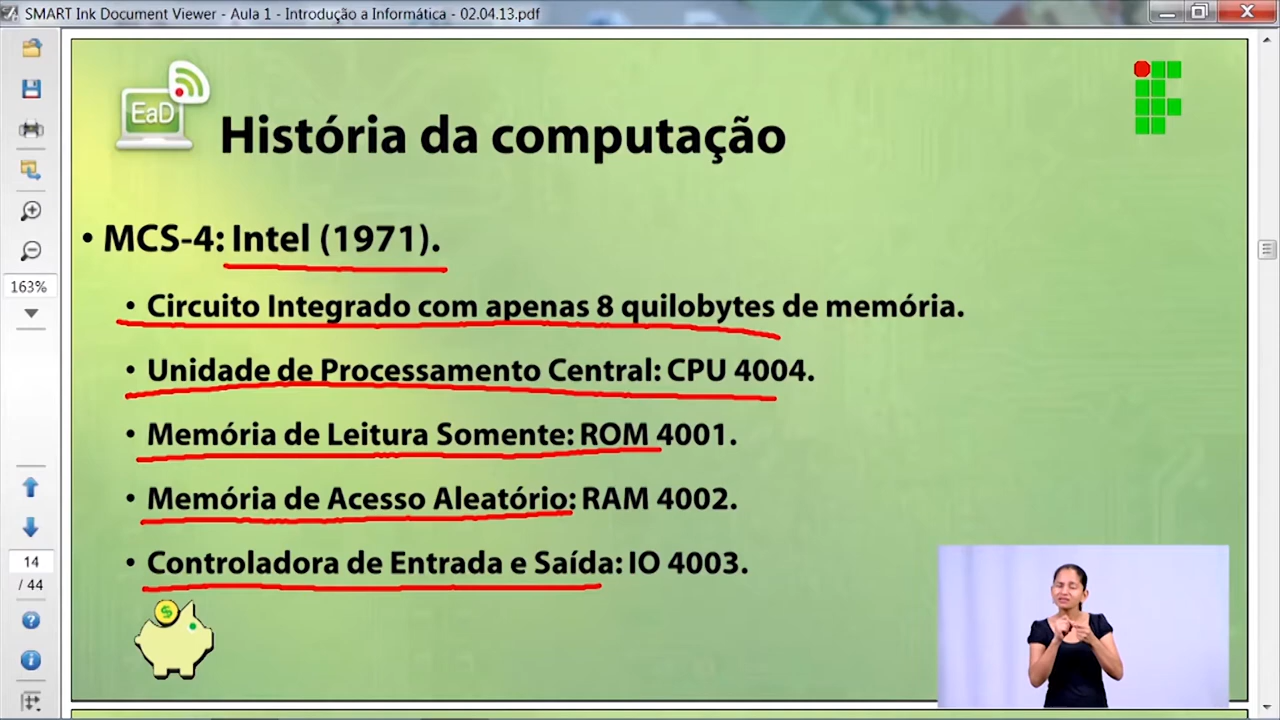 SMART Ink Document Viewer - Aula 1 - Introdução a Informática - 02.04.13.pdf
EaD
História da computação
• MCS-4: Intel (1971).
• Circuito Integrado com apenas 8 quilobytes de memória.
• Unidade de Processamento Central: CPU 4004.
• Memória de Leitura Somente: ROM 4001.
• Memória de Acesso Aleatório: RAM 4002.
• Controladora de Entrada e Saída: IO 4003.
163%
14
/ 44
$